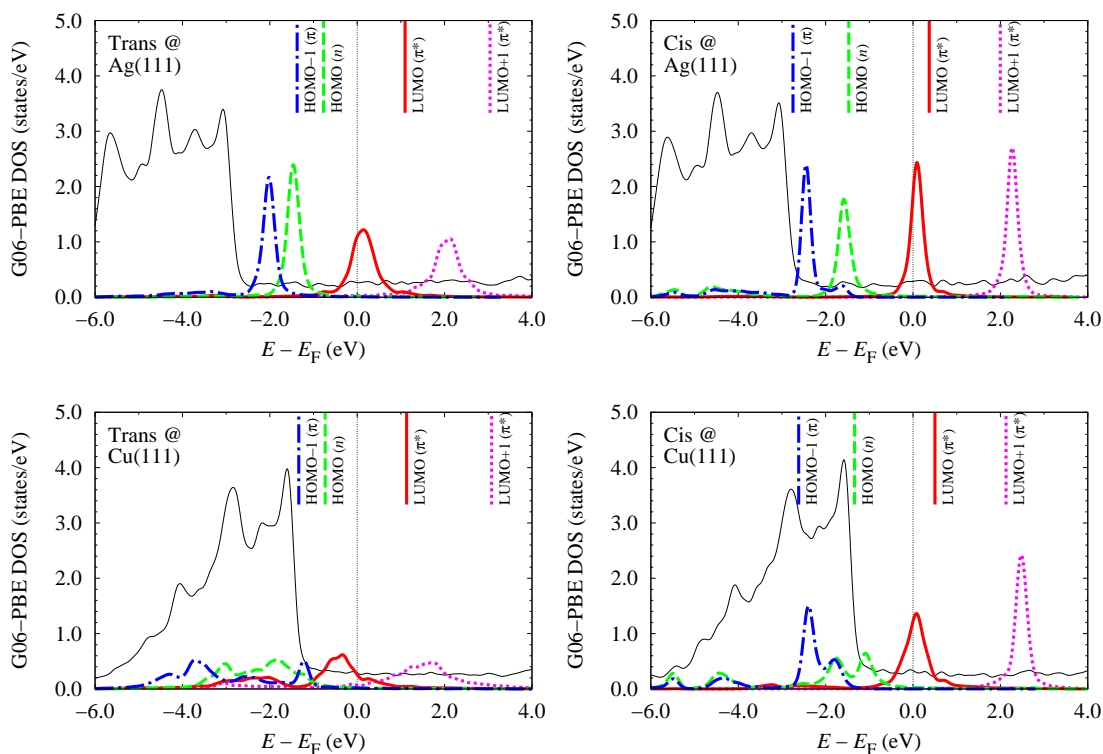 5.0
4.0
3.0
2.0
1.0
0.0
G06−PBE DOS (states/eV)
Trans @
Ag(111)
HOMO−1 (π)
HOMO (n)
LUMO (π*)
LUMO+1 (π*)
−6.0 −4.0 −2.0 0.0 2.0 4.0
E − EF (eV)
5.0
4.0
3.0
2.0
1.0
0.0
G06−PBE DOS (states/eV)
Cis @
Ag(111)
HOMO−1 (π)
HOMO (n)
LUMO (π*)
LUMO+1 (π*)
−6.0 −4.0 −2.0 0.0 2.0 4.0
E − EF (eV)
5.0
4.0
3.0
2.0
1.0
0.0
G06−PBE DOS (states/eV)
Trans @
Cu(111)
HOMO−1 (π)
HOMO (n)
LUMO (π*)
LUMO+1 (π*)
−6.0 −4.0 −2.0 0.0 2.0 4.0
E − EF (eV)
5.0
4.0
3.0
2.0
1.0
0.0
G06−PBE DOS (states/eV)
Cis @
Cu(111)
HOMO−1 (π)
HOMO (n)
LUMO (π*)
LUMO+1 (π*)
−6.0 −4.0 −2.0 0.0 2.0 4.0
E − EF (eV)